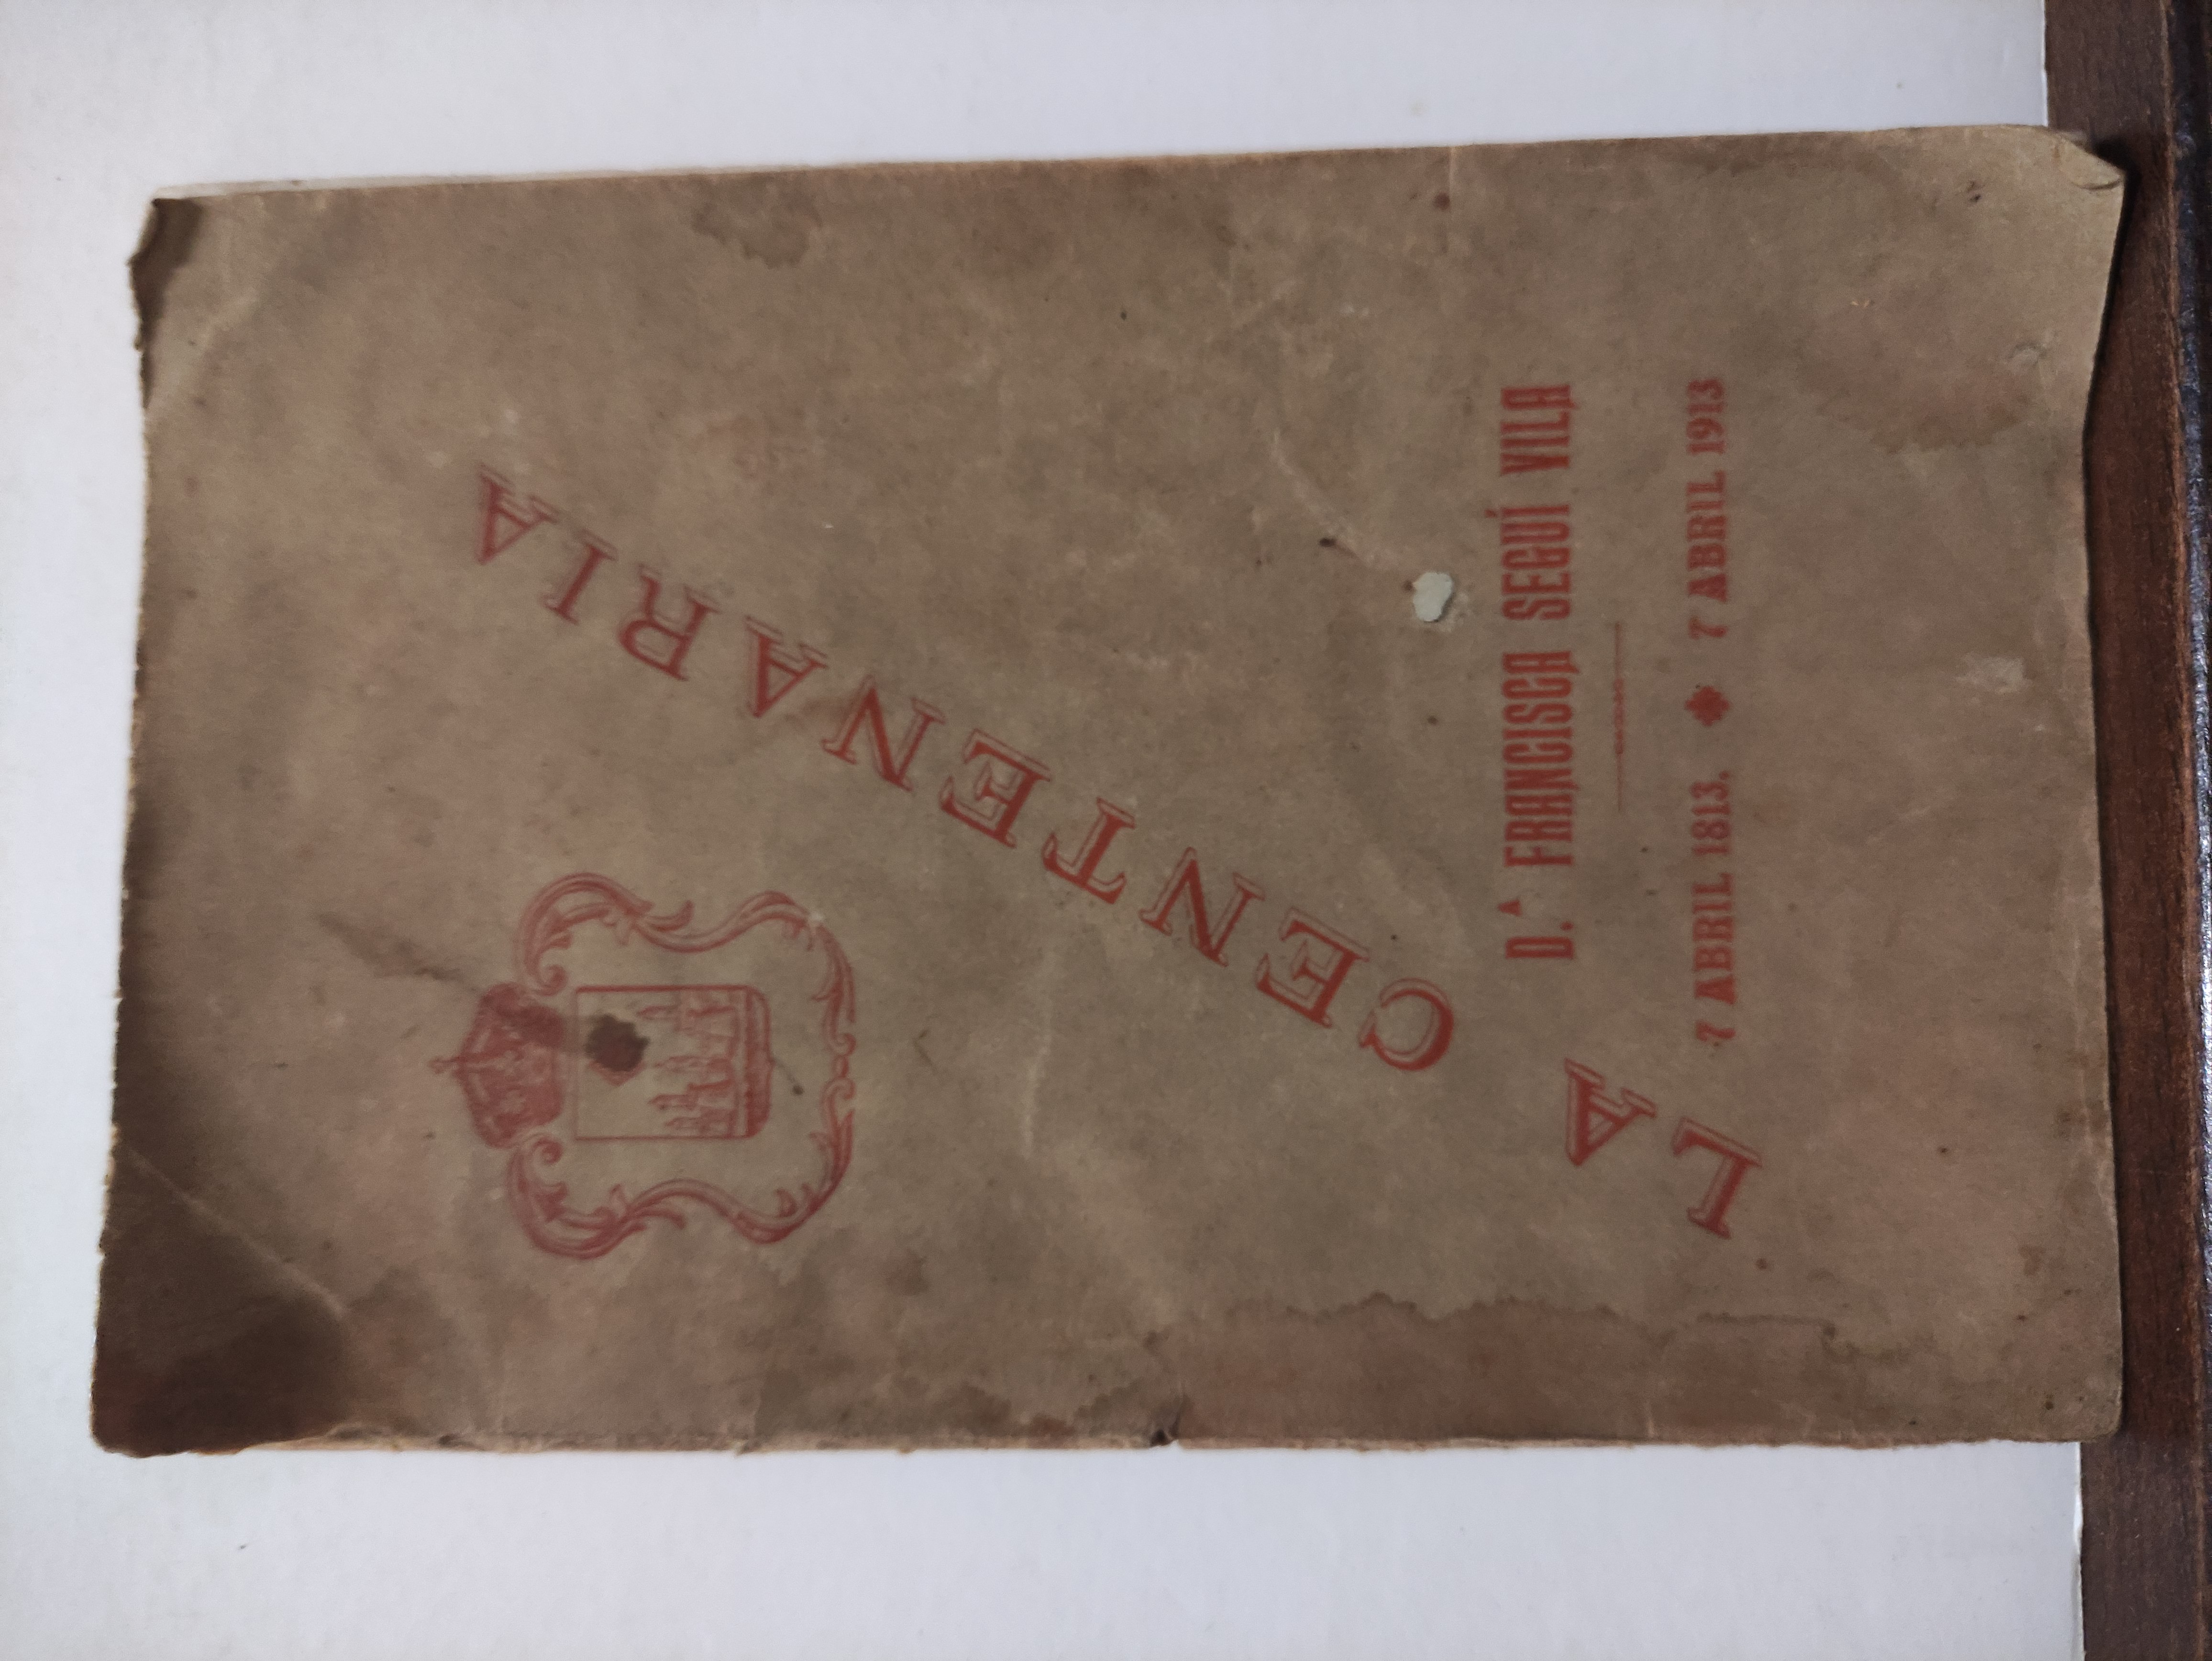 LA CENTENARIA
D.ª FRANCISCA SEGUÍ VILA
7 ABRIL 1813. 7 ABRIL 1913